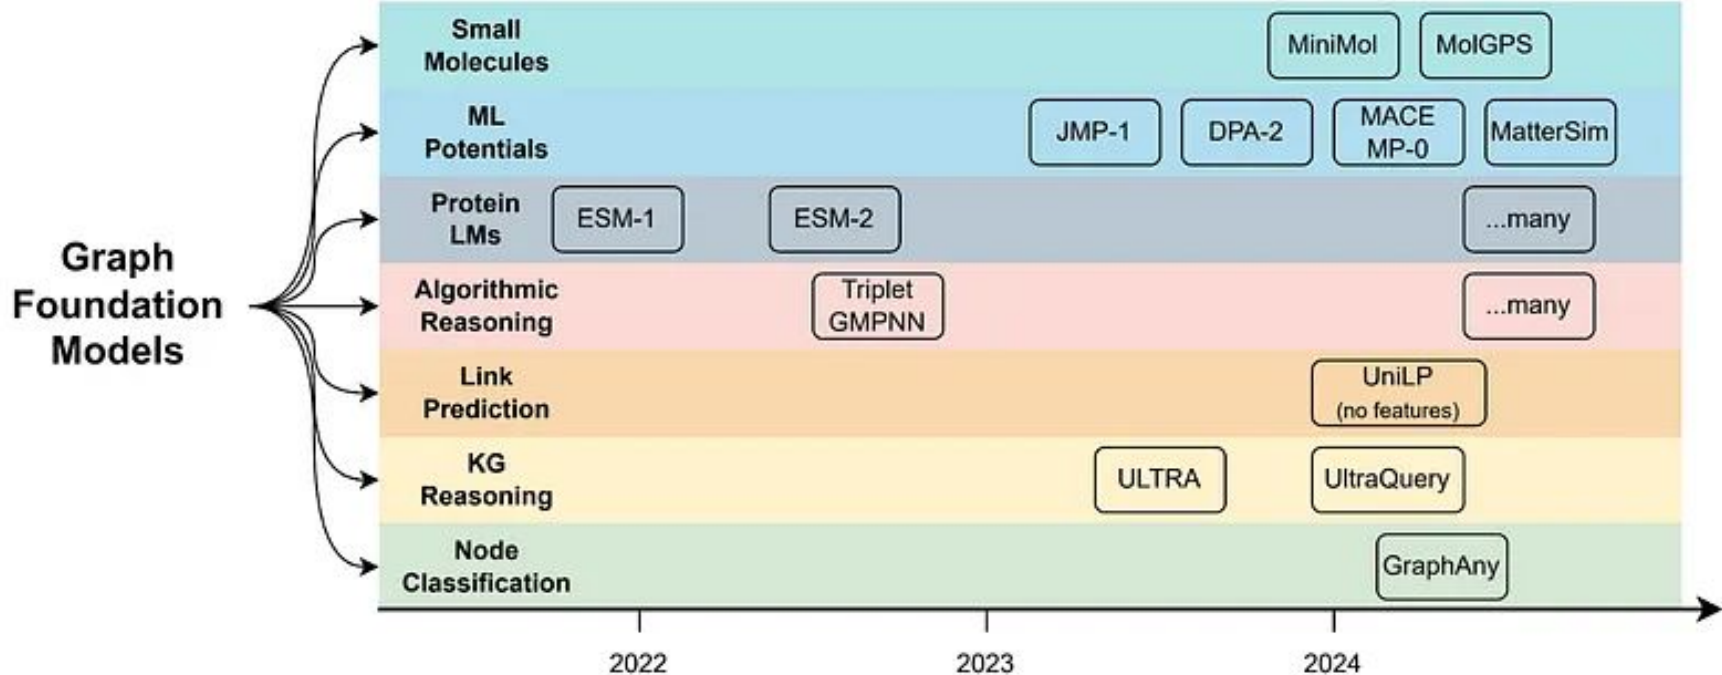 Graph
Foundation
Models
Small
Molecules
MiniMol
MolGPS
ML
Potentials
JMP-1
DPA-2
MACE
MP-0
MatterSim
Protein
LMs
ESM-1
ESM-2
...many
Algorithmic
Reasoning
Triplet
GMPNN
...many
Link
Prediction
UniLP
(no features)
KG
Reasoning
ULTRA
UltraQuery
Node
Classification
GraphAny
2022
2023
2024